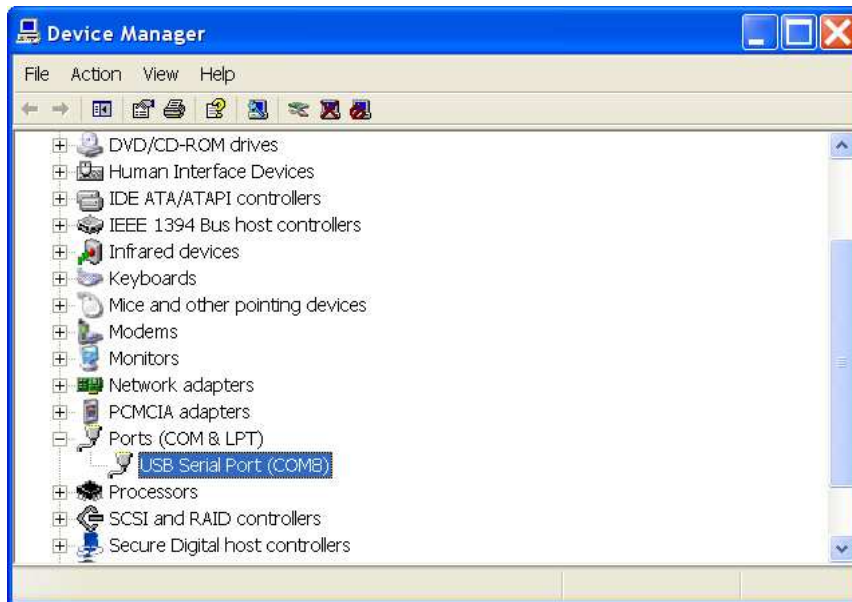 Device Manager
File Action View Help
DVD/CD-ROM drives
Human Interface Devices
IDE ATA/ATAPI controllers
IEEE 1394 Bus host controllers
Infrared devices
Keyboards
Mice and other pointing devices
Modems
Monitors
Network adapters
PCMCIA adapters
Ports (COM & LPT)
USB Serial Port (COM8)
Processors
SCSI and RAID controllers
Secure Digital host controllers